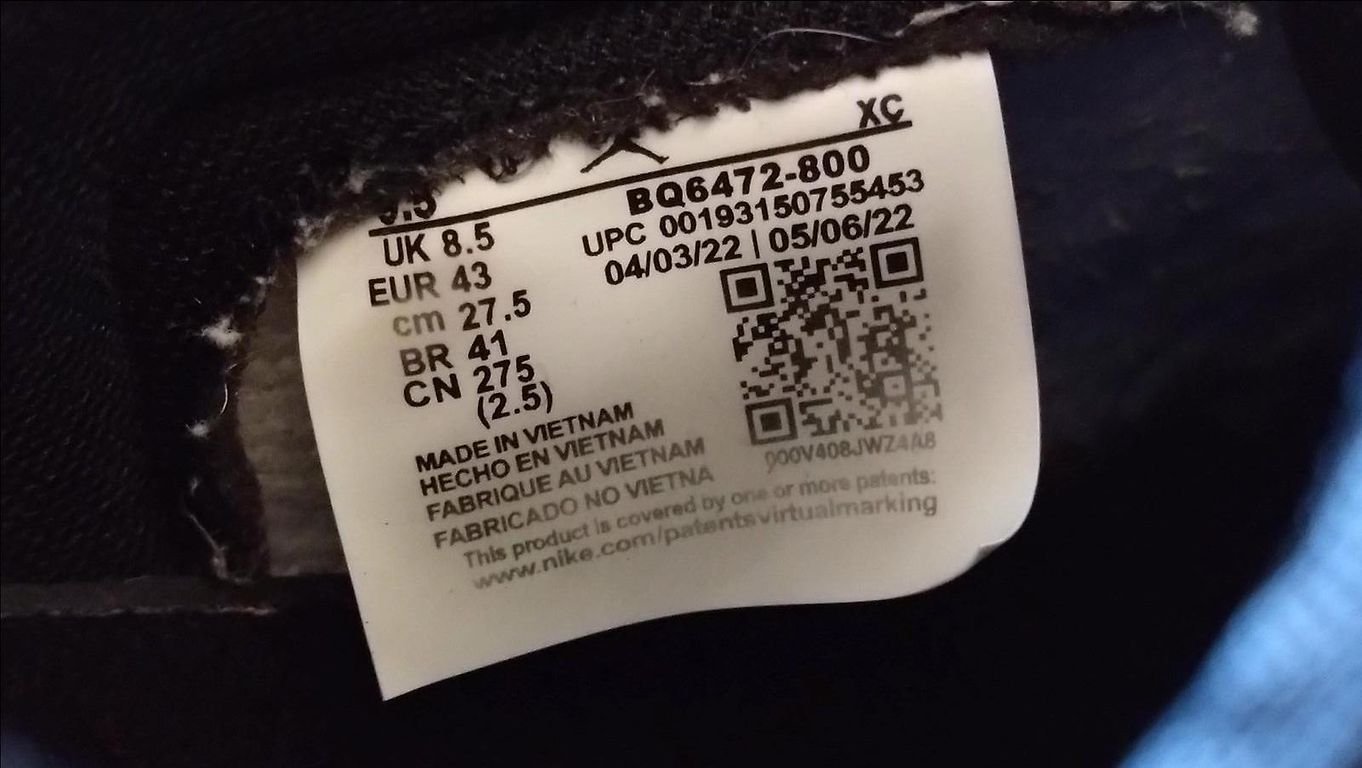 XC
BQ6472-800
UPC 00193150755453
04/03/22 | 05/06/22
UK 8.5
EUR 43
cm 27.5
BR 41
CN 275
(2.5)
MADE IN VIETNAM
HECHO EN VIETNAM
FABRIQUE AU VIETNAM
FABRICADO NO VIETNA
900V408JWZ4A8
This product is covered by one or more patents:
www.nike.com/patentsvirtualmarking